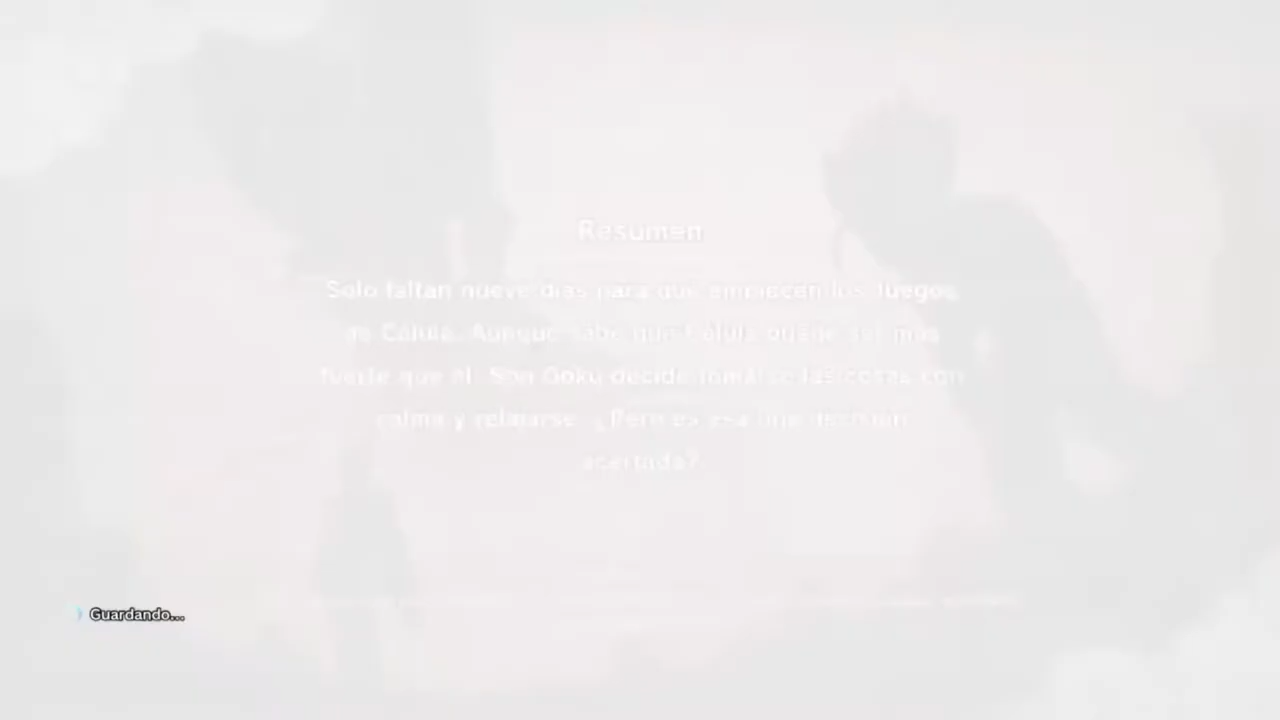 Resumen
Solo faltan nueve días para que empiecen los Juegos
de Célula. Aunque sabe que Célula puede ser más
fuerte que él, Son Goku decide tomarse las cosas con
calma y relajarse. ¿Pero es esa una decisión
acertada?
Guardando...